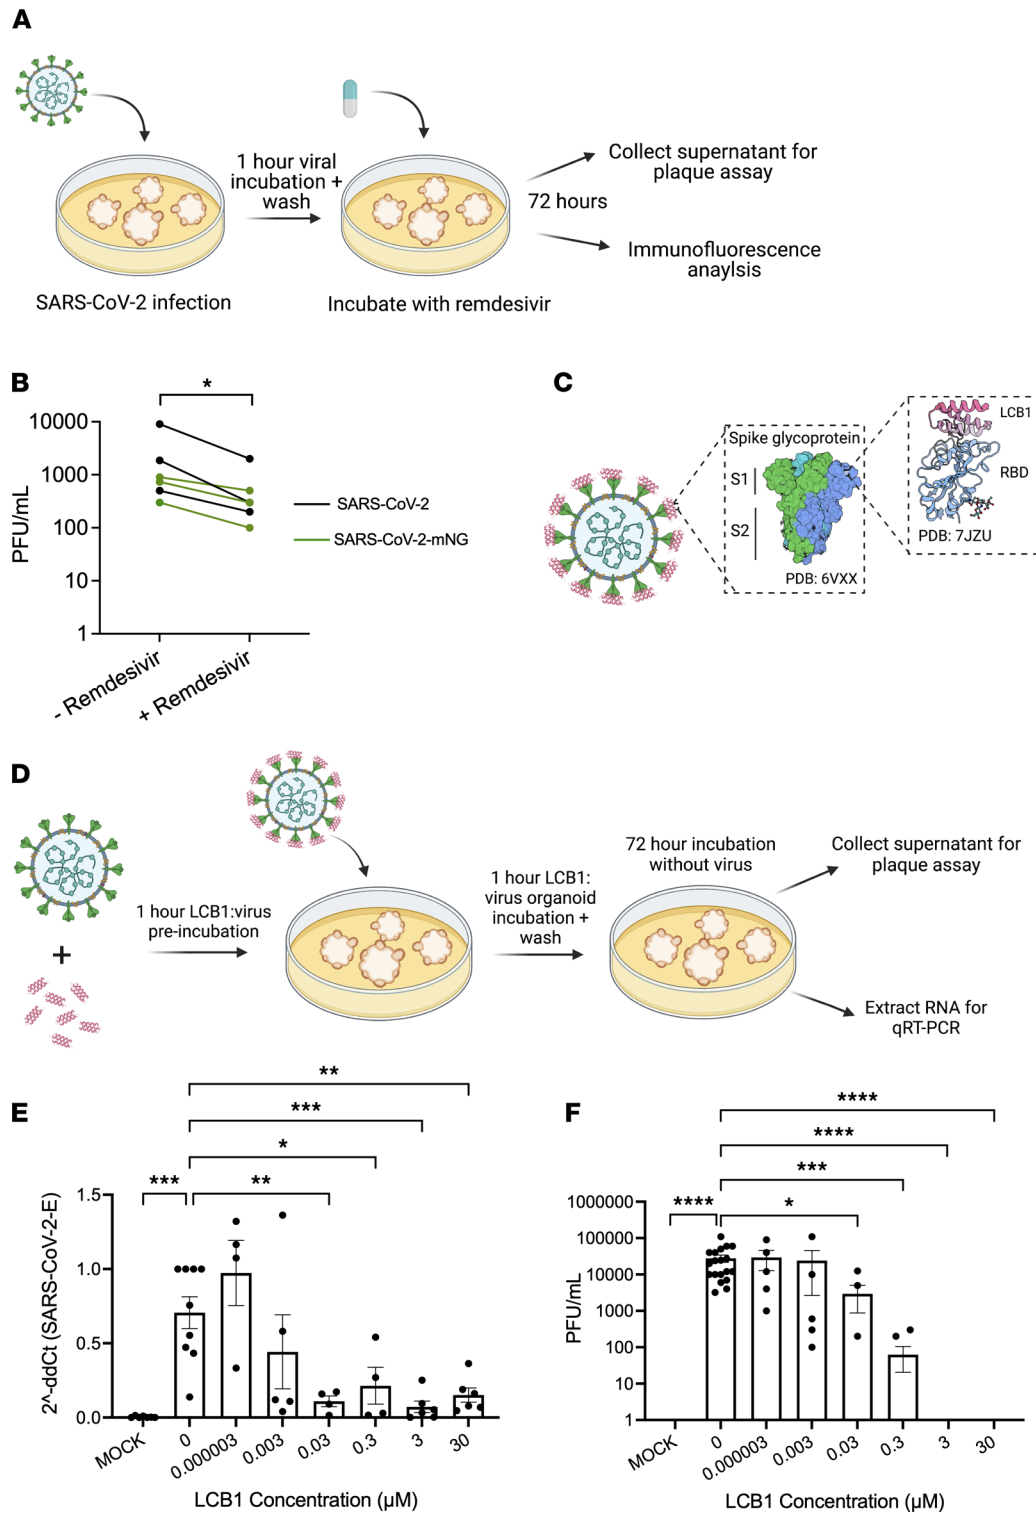 A
1 hour viral
incubation +
wash
72 hours
Collect supernatant for
plaque assay
Immunofluorescence
anaylsis
SARS-CoV-2 infection
Incubate with remdesivir
B
*
10000
1000
100
10
1
PFU/mL
- Remdesivir
+ Remdesivir
SARS-CoV-2
SARS-CoV-2-mNG
C
Spike glycoprotein
S1
S2
PDB: 6VXX
LCB1
RBD
PDB: 7JZU
D
+
1 hour LCB1:virus
pre-incubation
1 hour LCB1:
virus organoid
incubation +
wash
72 hour incubation
without virus
Collect supernatant for
plaque assay
Extract RNA for
qRT-PCR
E
**
***
*
***
**
1.5
1.0
0.5
0.0
2^-ddCt (SARS-CoV-2-E)
MOCK
0
0.000003
0.003
0.03
0.3
3
30
LCB1 Concentration (µM)
F
****
****
***
****
*
1000000
100000
10000
1000
100
10
1
PFU/mL
MOCK
0
0.000003
0.003
0.03
0.3
3
30
LCB1 Concentration (µM)